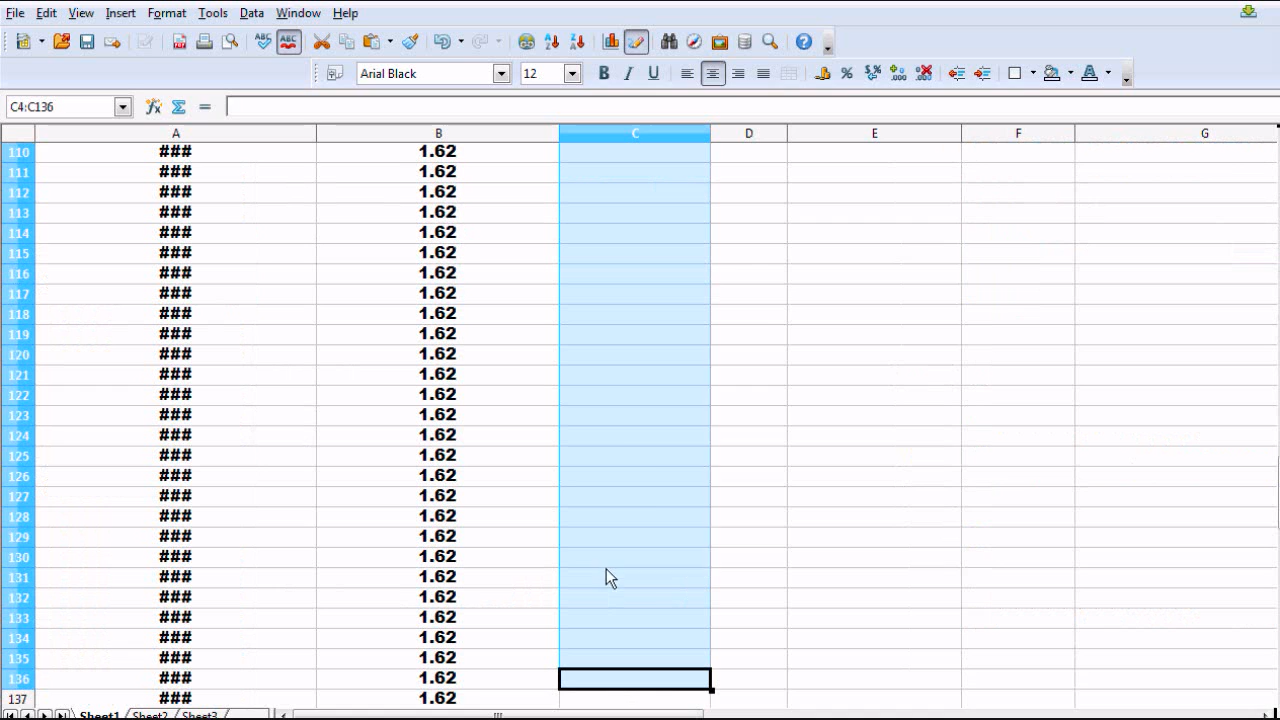 File Edit View Insert Format Tools Data Window Help
ABC ABC
Arial Black 12 B I U
C4:C136
A B C D E F G
110 ### 1.62
111 ### 1.62
112 ### 1.62
113 ### 1.62
114 ### 1.62
115 ### 1.62
116 ### 1.62
117 ### 1.62
118 ### 1.62
119 ### 1.62
120 ### 1.62
121 ### 1.62
122 ### 1.62
123 ### 1.62
124 ### 1.62
125 ### 1.62
126 ### 1.62
127 ### 1.62
128 ### 1.62
129 ### 1.62
130 ### 1.62
131 ### 1.62
132 ### 1.62
133 ### 1.62
134 ### 1.62
135 ### 1.62
136 ### 1.62
137 ### 1.62
Sheet1 Sheet2 Sheet3